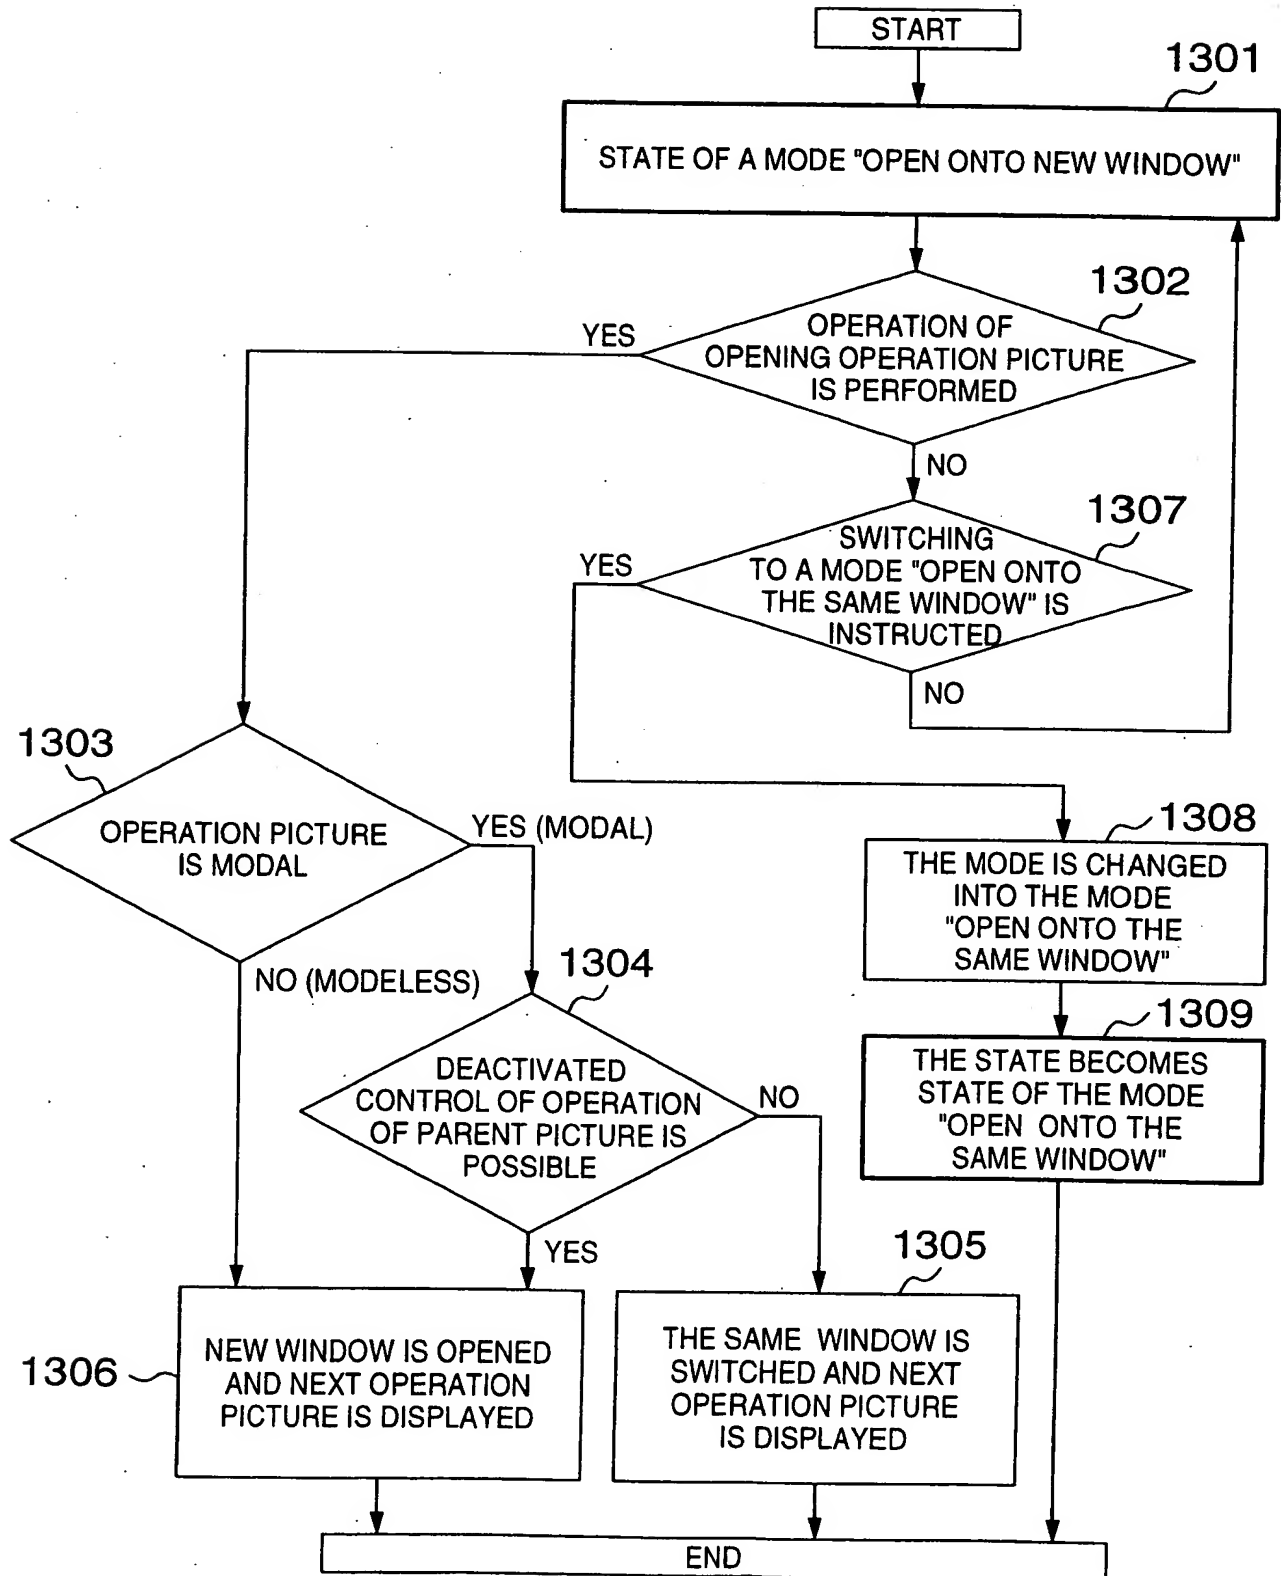 START
1301
STATE OF A MODE "OPEN ONTO NEW WINDOW"
1302
YES
OPERATION OF
OPENING OPERATION PICTURE
IS PERFORMED
NO
1307
YES
SWITCHING
TO A MODE "OPEN ONTO
THE SAME WINDOW" IS
INSTRUCTED
NO
1303
OPERATION PICTURE
IS MODAL
YES (MODAL)
NO (MODELESS)
1308
THE MODE IS CHANGED
INTO THE MODE
"OPEN ONTO THE
SAME WINDOW"
1304
DEACTIVATED
CONTROL OF OPERATION
OF PARENT PICTURE IS
POSSIBLE
NO
YES
1309
THE STATE BECOMES
STATE OF THE MODE
"OPEN ONTO THE
SAME WINDOW"
1305
THE SAME WINDOW IS
SWITCHED AND NEXT
OPERATION PICTURE
IS DISPLAYED
1306
NEW WINDOW IS OPENED
AND NEXT OPERATION
PICTURE IS DISPLAYED
END